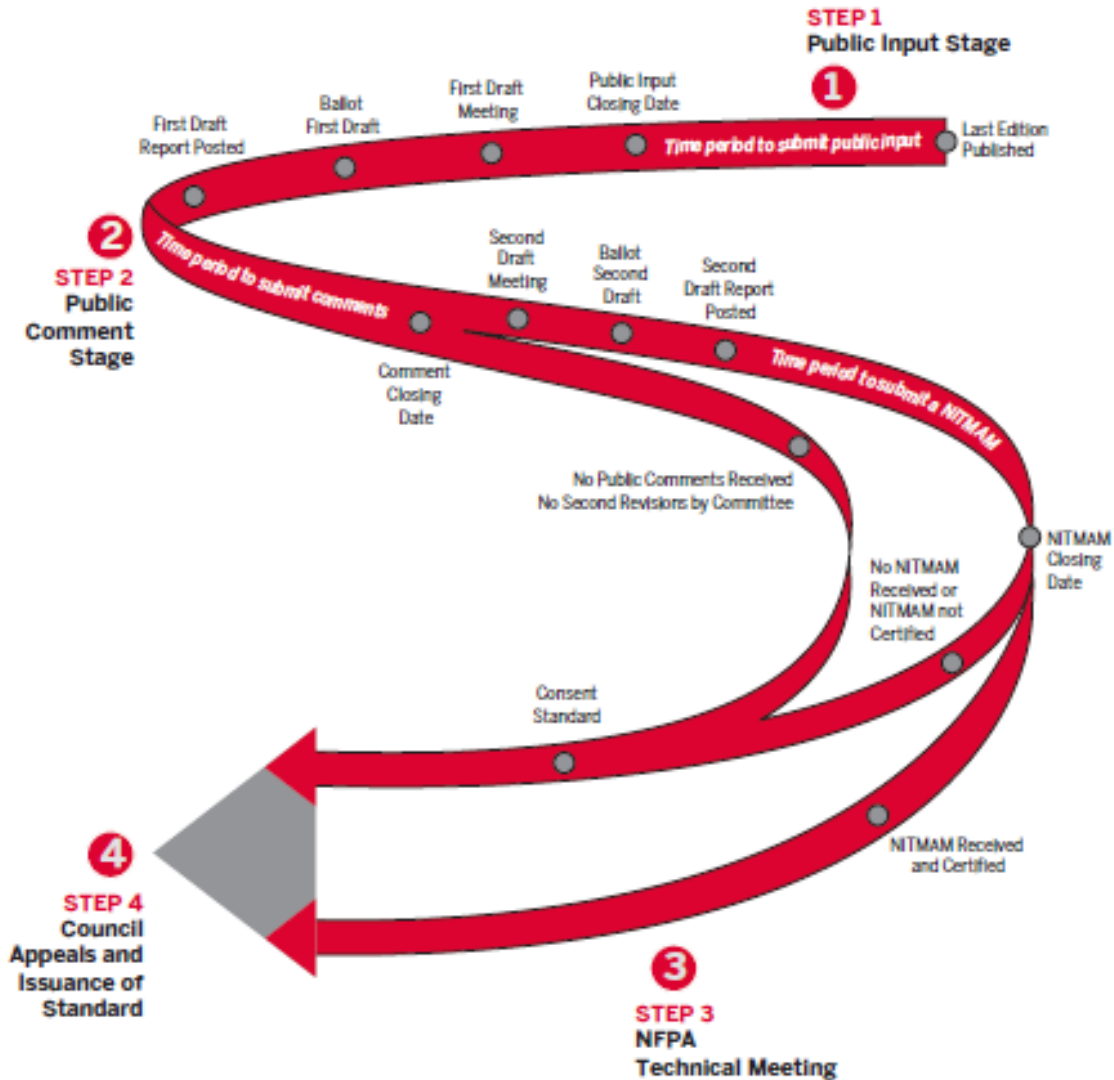 STEP 1
Public Input Stage
1
Last Edition
Published
Time period to submit public input
Public Input
Closing Date
First Draft
Meeting
Ballot
First Draft
First Draft
Report Posted
2
STEP 2
Public
Comment
Stage
Time period to submit comments
Comment
Closing
Date
Second
Draft
Meeting
Ballot
Second
Draft
Second
Draft Report
Posted
Time period to submit a NITMAM
No Public Comments Received
No Second Revisions by Committee
NITMAM
Closing
Date
No NITMAM
Received or
NITMAM not
Certified
Consent
Standard
NITMAM Received
and Certified
3
STEP 3
NFPA
Technical Meeting
4
STEP 4
Council
Appeals and
Issuance of
Standard